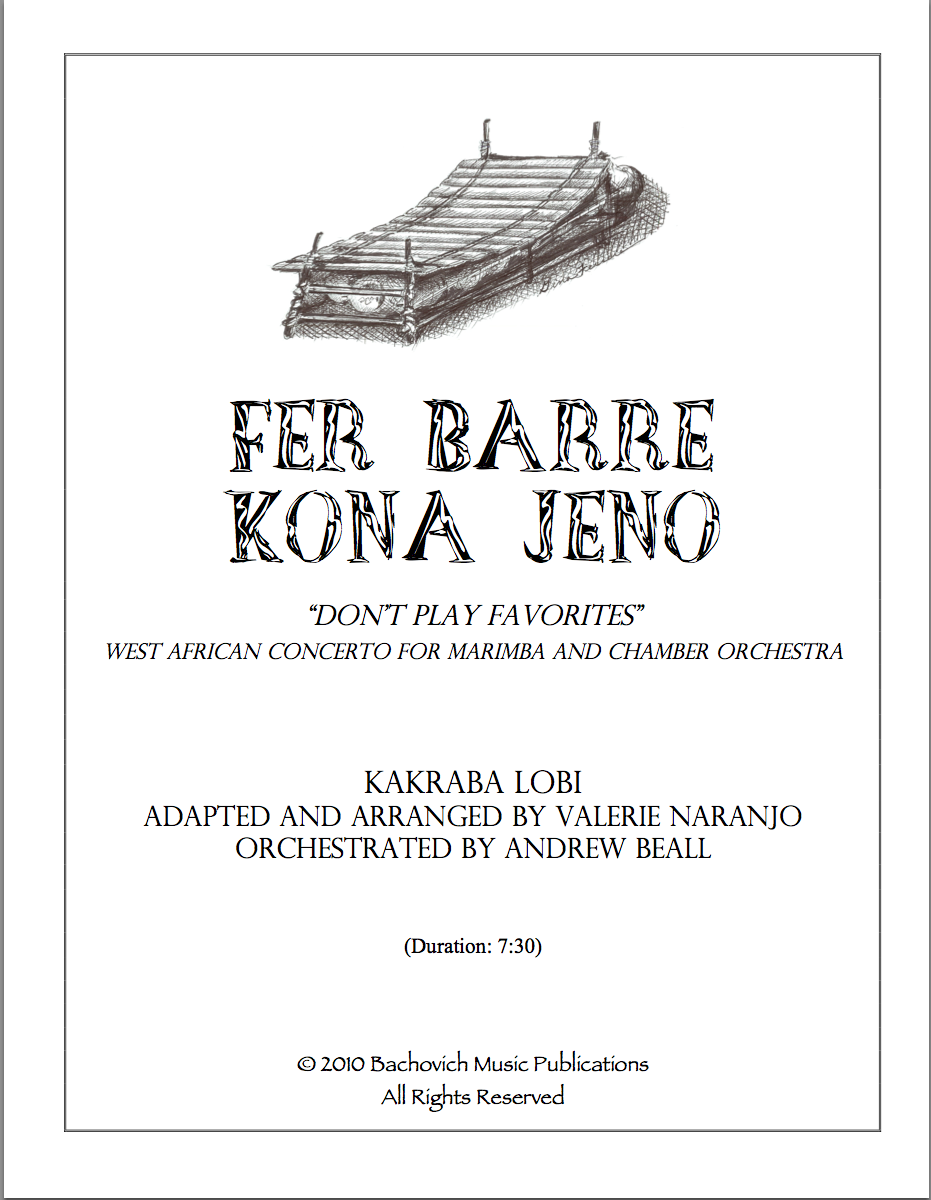 FER BARRE
KONA JENO
“DON’T PLAY FAVORITES”
WEST AFRICAN CONCERTO FOR MARIMBA AND CHAMBER ORCHESTRA
KAKRABA LOBI
ADAPTED AND ARRANGED BY VALERIE NARANJO
ORCHESTRATED BY ANDREW BEALL
(Duration: 7:30)
© 2010 Bachovich Music Publications
All Rights Reserved